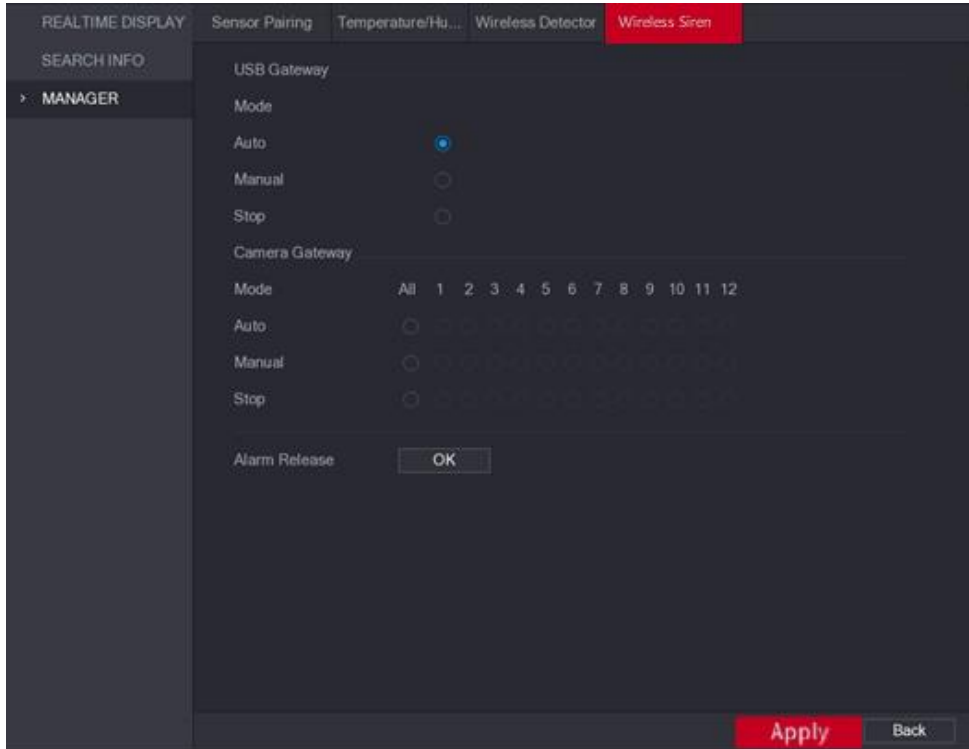 REALTIME DISPLAY
SEARCH INFO
> MANAGER
Sensor Pairing Temperature/Hu... Wireless Detector Wireless Siren
USB Gateway
Mode
Auto
Manual
Stop
Camera Gateway
Mode All 1 2 3 4 5 6 7 8 9 10 11 12
Auto
Manual
Stop
Alarm Release OK
Apply Back